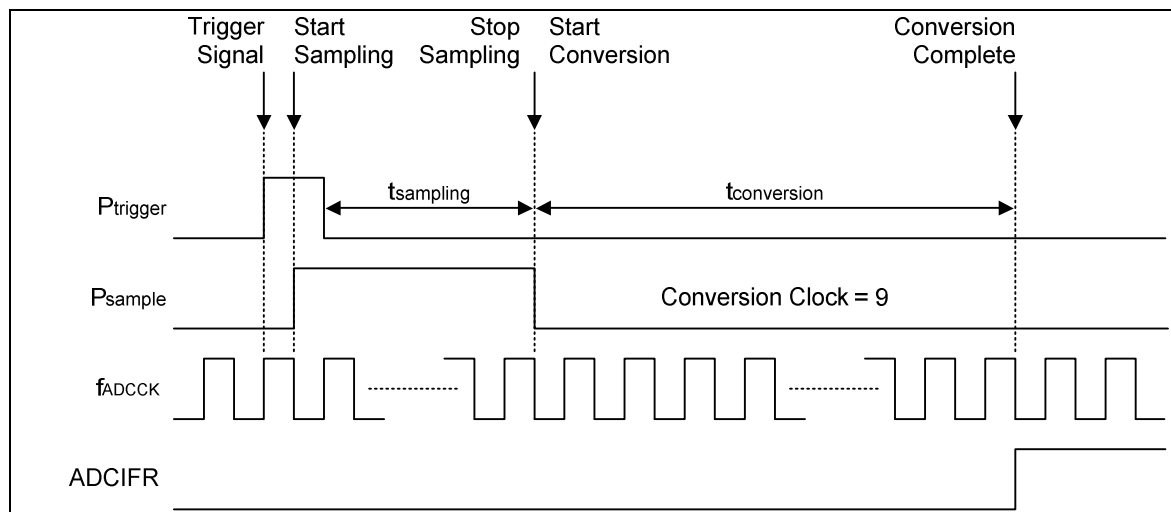 Trigger Signal
Start Sampling
Stop Sampling
Start Conversion
Conversion Complete
Ptrigger
tsampling
tconversion
Psample
Conversion Clock = 9
fADCCK
ADCIFR